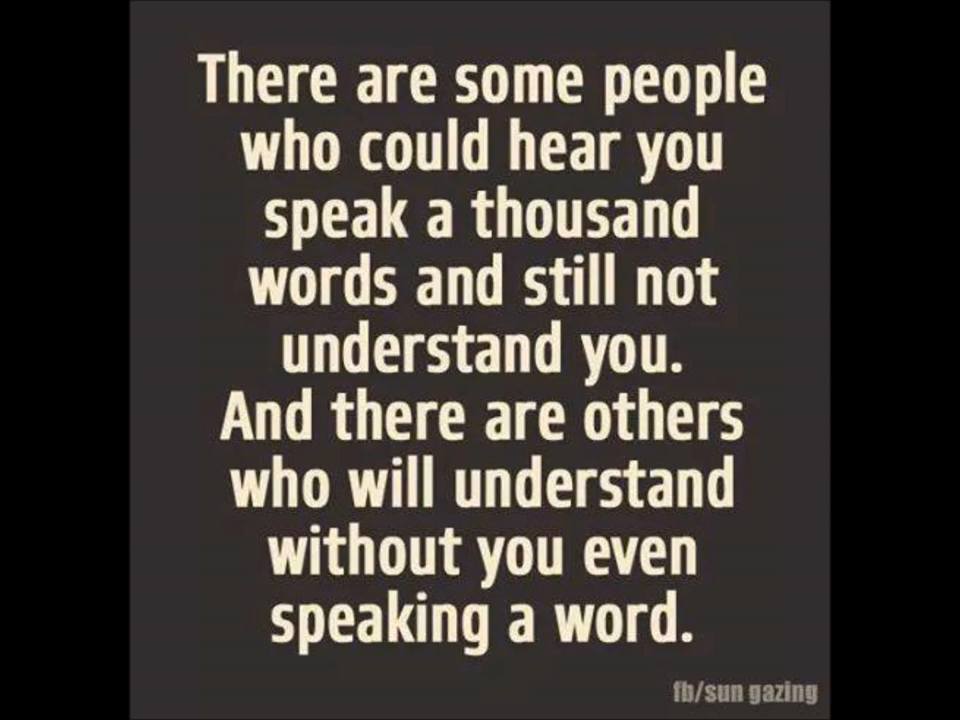 There are some people
who could hear you
speak a thousand
words and still not
understand you.
And there are others
who will understand
without you even
speaking a word.
fb/sun gazing